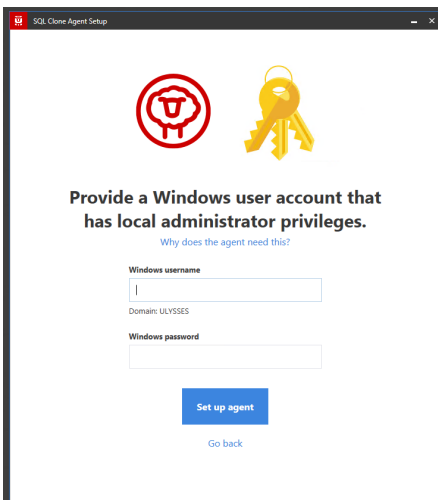 SQL Clone Agent Setup
Provide a Windows user account that
has local administrator privileges.
Why does the agent need this?
Windows username
Domain: ULYSSES
Windows password
Set up agent
Go back